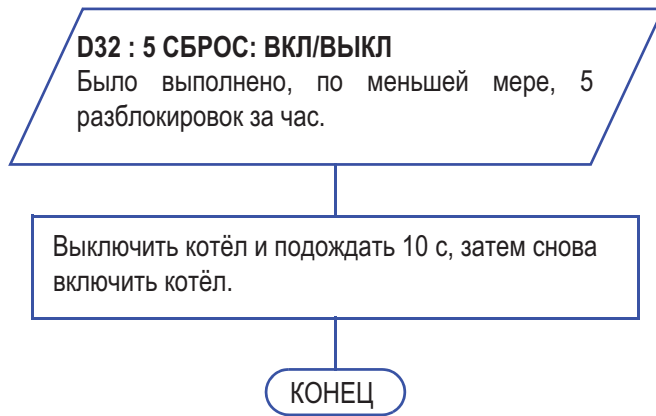 D32 : 5 СБРОС: ВКЛ/ВЫКЛ
Было выполнено, по меньшей мере, 5
разблокировок за час.
Выключить котёл и подождать 10 с, затем снова
включить котёл.
КОНЕЦ